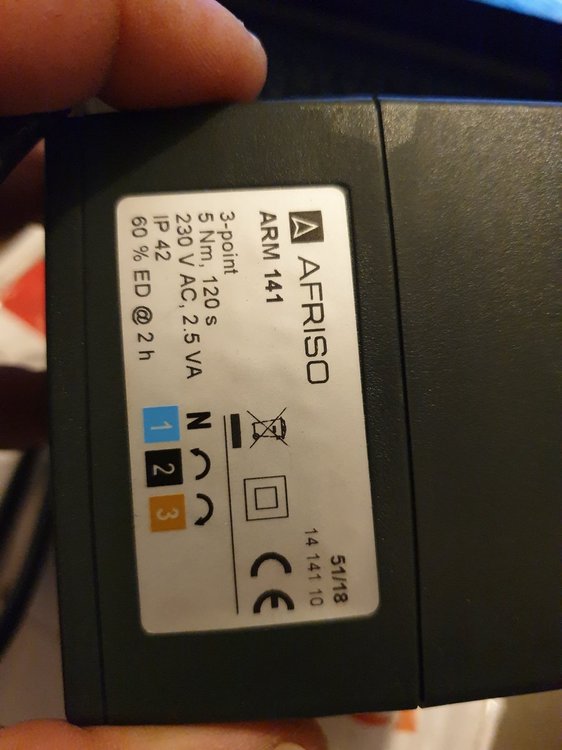 AFRISO
ARM 141
51/18
14 141 10
3-point
5 Nm, 120 s
230 V AC, 2.5 VA
IP 42
60 % ED @ 2 h
CE
N
1 2 3